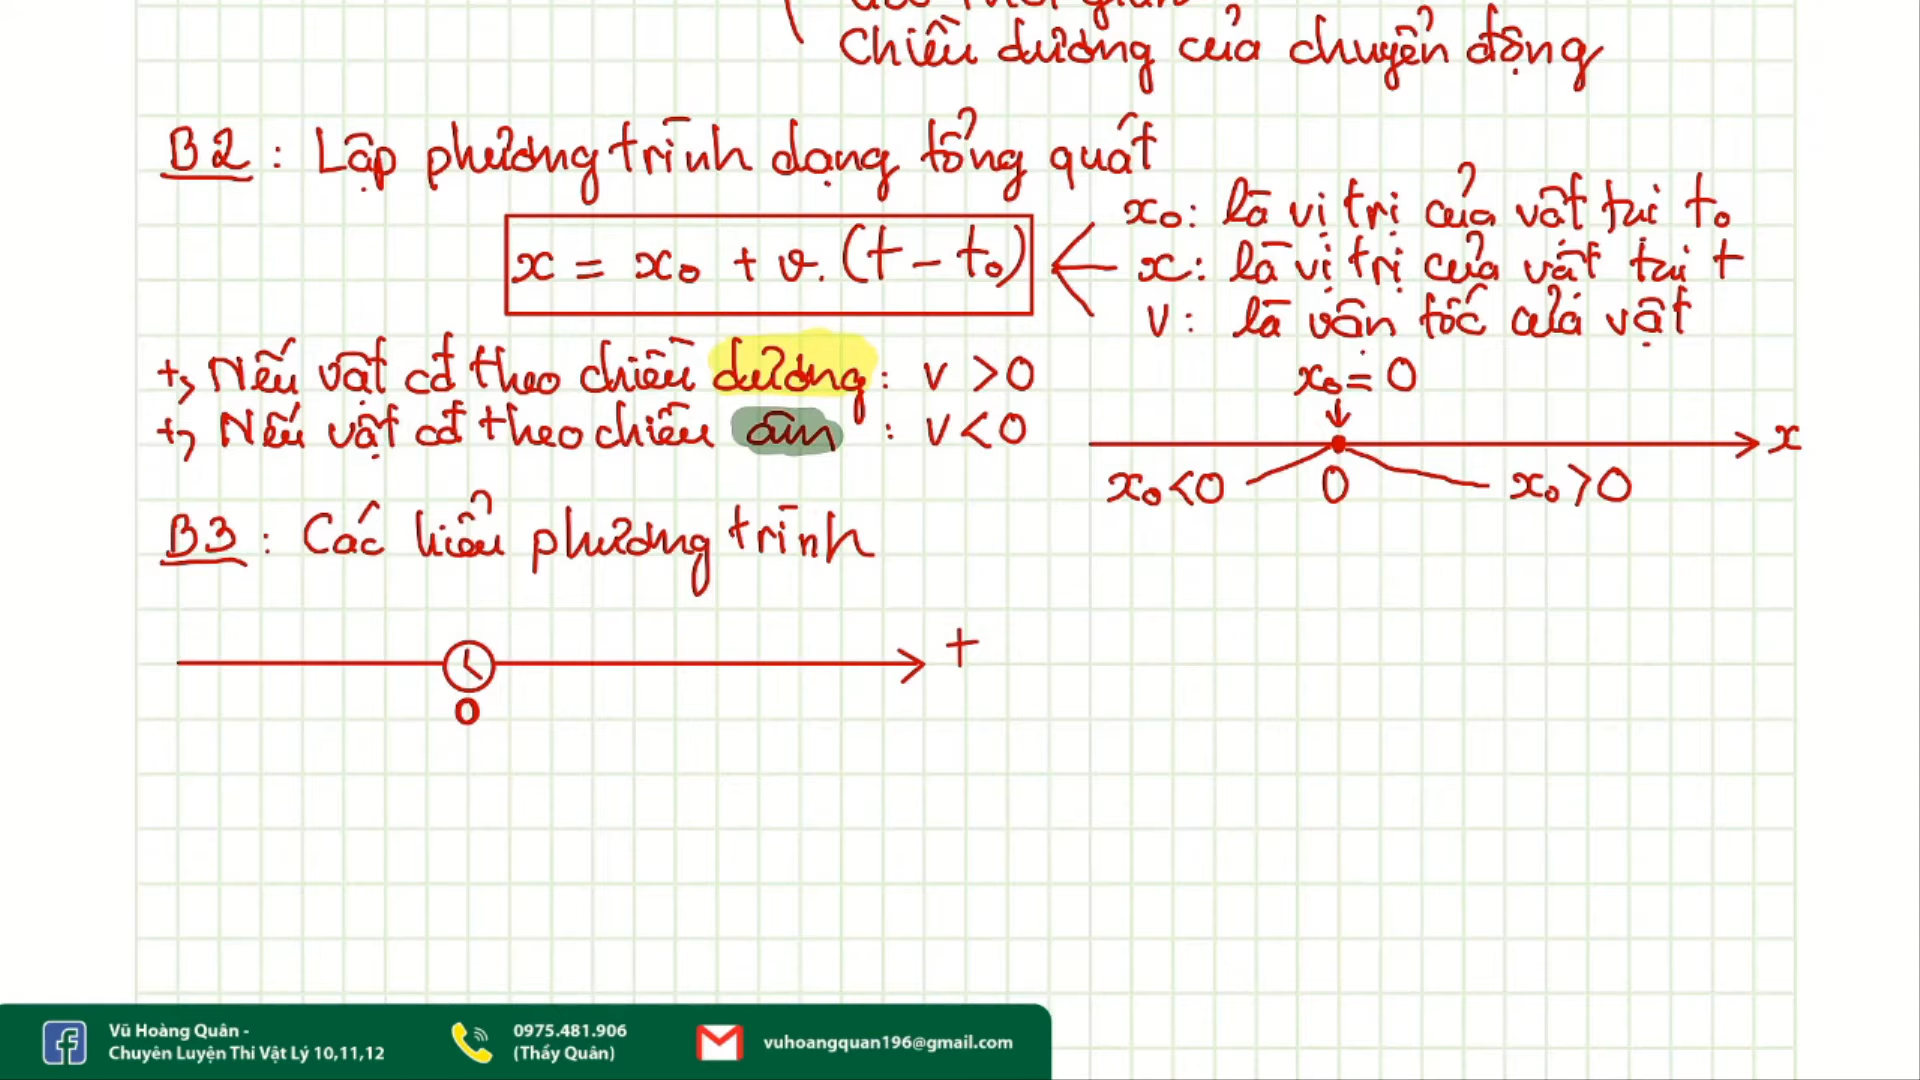 Chiều dương của chuyển động
B2: Lập phương trình dạng tổng quát
x = x₀ + v.(t - t₀)
x₀: là vị trị của vật tại t₀
x: là vị trị của vật tại t
v: là vận tốc của vật
+, Nếu vật cđ theo chiều dương: v > 0
+, Nếu vật cđ theo chiều âm : v < 0
x₀ = 0
x
x₀ < 0
0
x₀ > 0
B3: Các kiểu phương trình
+
0
Vũ Hoàng Quân -
Chuyên Luyện Thi Vật Lý 10,11,12
0975.481.906
(Thầy Quân)
vuhoangquan196@gmail.com